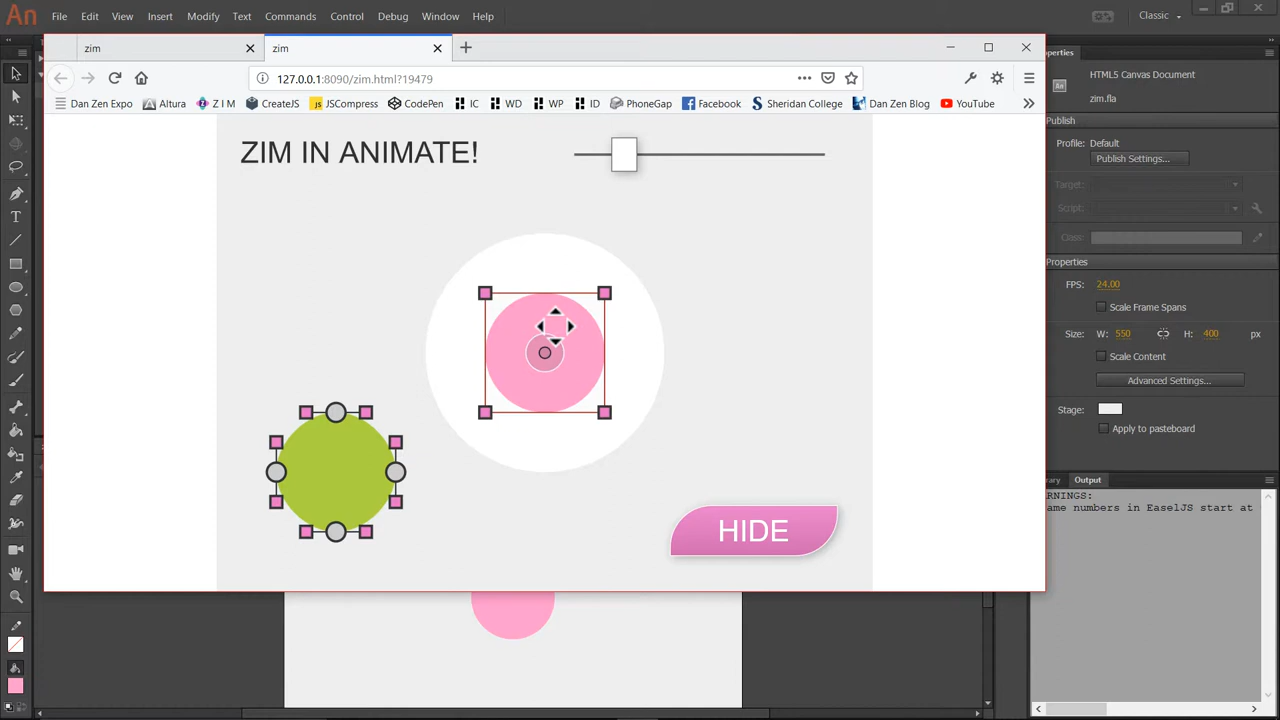 An File Edit View Insert Modify Text Commands Control Debug Window Help Classic
zim zim
127.0.0.1:8090/zim.html?19479
Dan Zen Expo Altura Z I M CreateJS JS JSCompress CodePen IC WD WP ID PhoneGap Facebook Sheridan College Dan Zen Blog YouTube
ZIM IN ANIMATE!
HIDE
operties
HTML5 Canvas Document
An zim.fla
Publish
Profile: Default
Publish Settings...
Target:
Script:
Class:
Properties
FPS: 24.00
Scale Frame Spans
Size: W: 550 H: 400 px
Scale Content
Advanced Settings...
Stage:
Apply to pasteboard
rary Output
RNINGS:
ame numbers in EaselJS start at